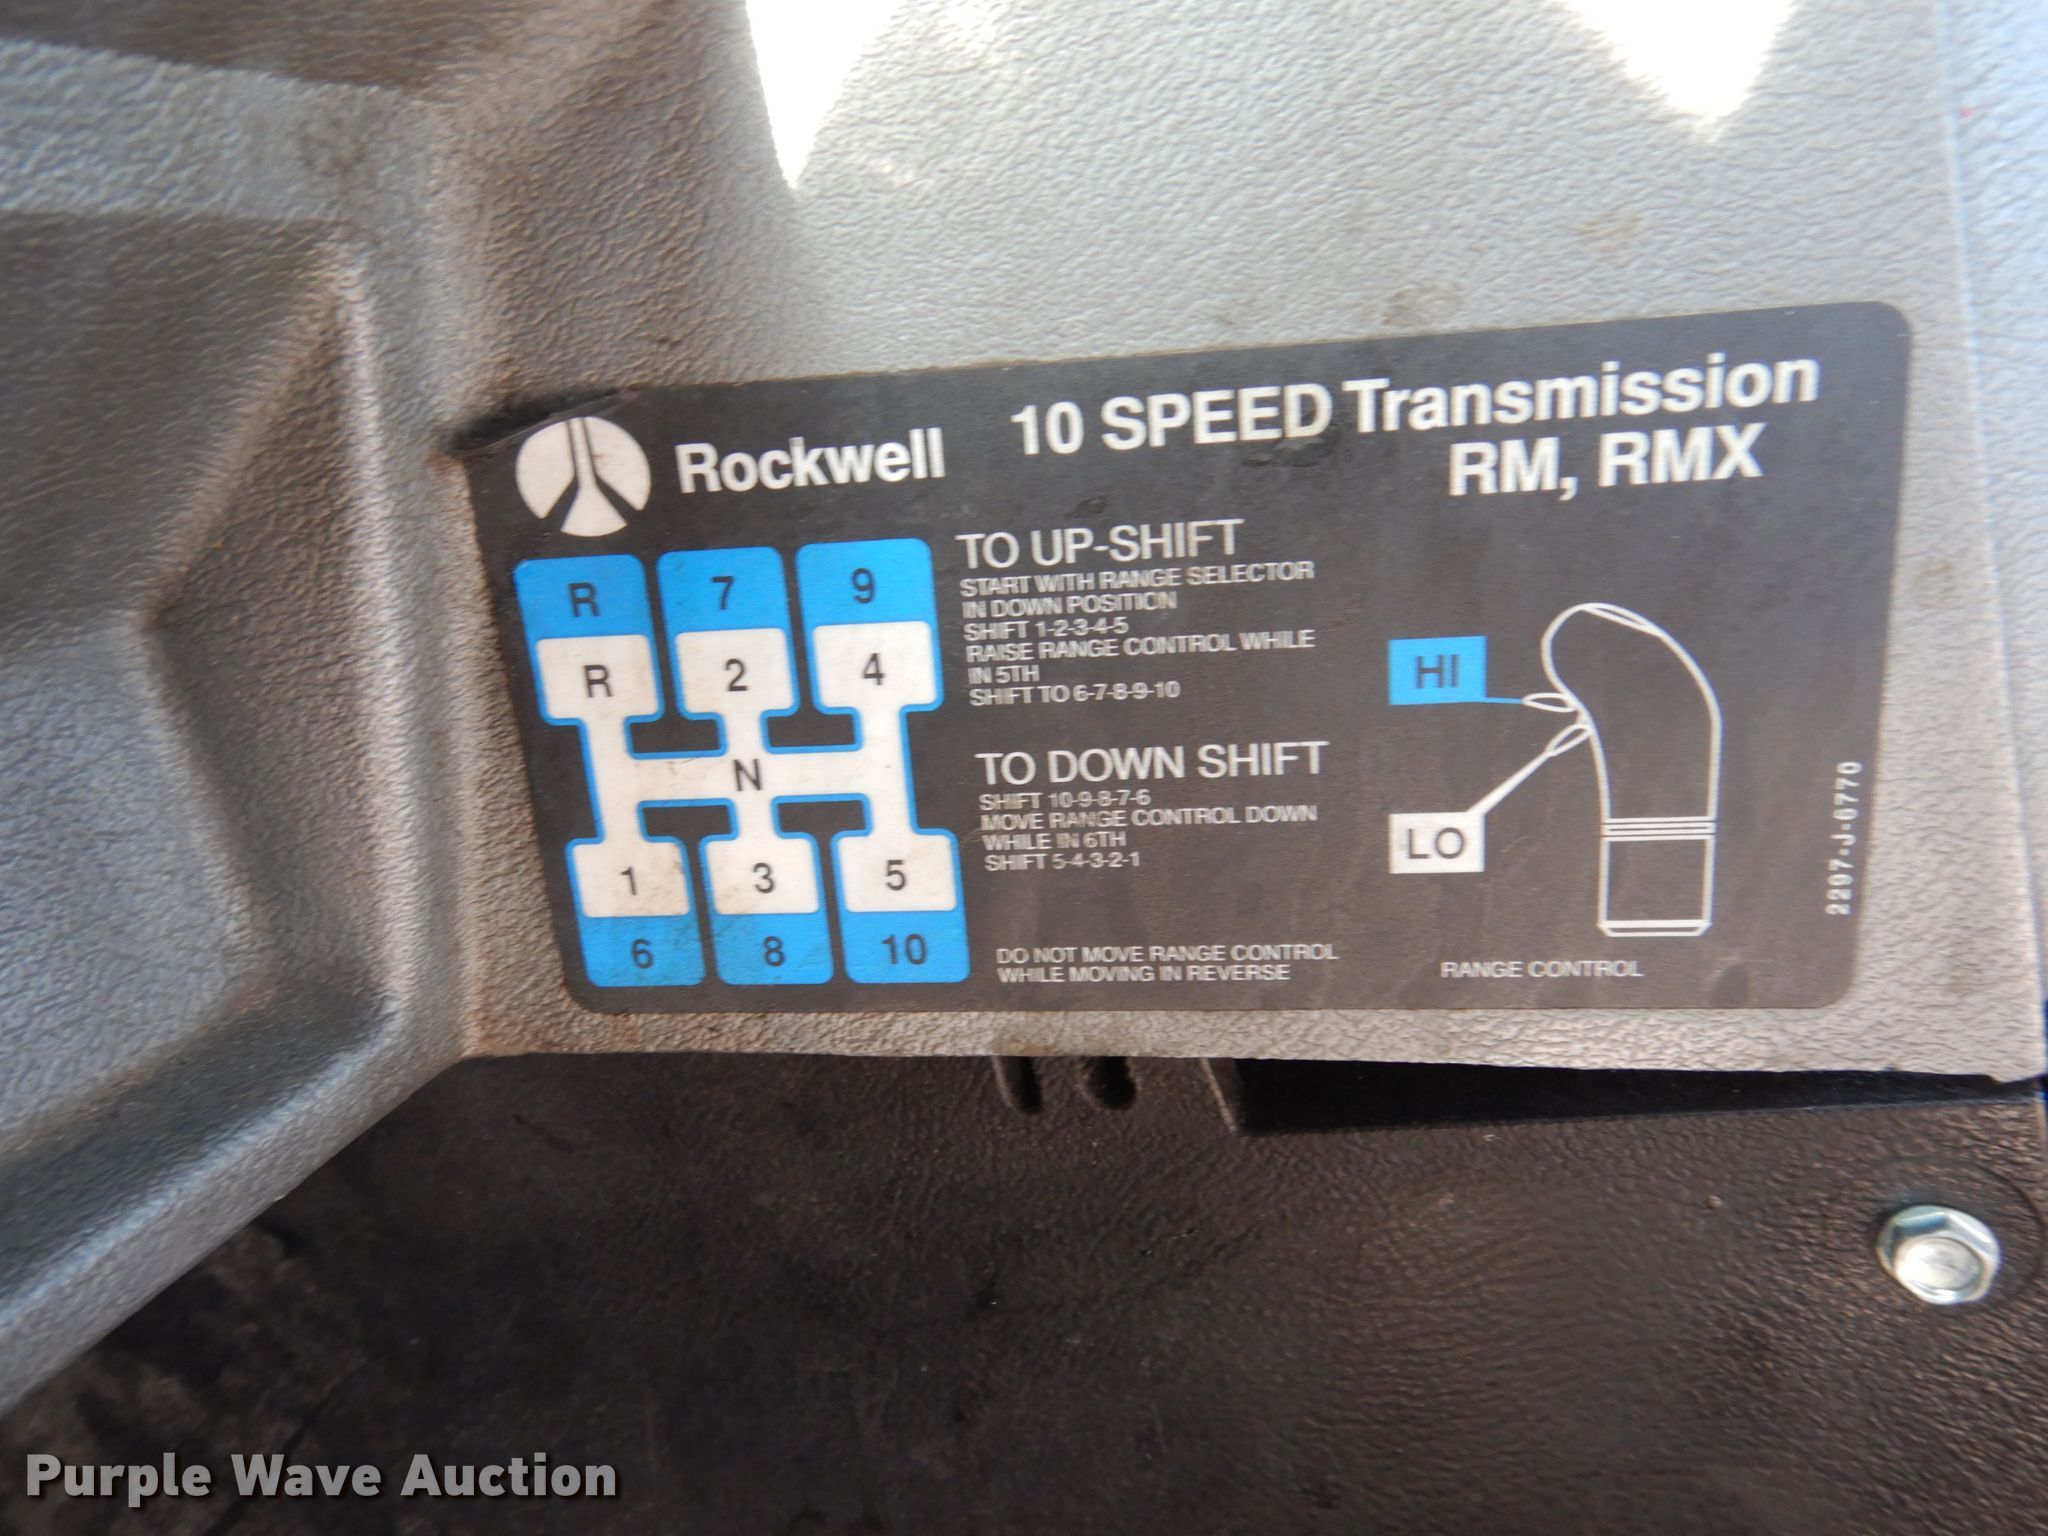 Rockwell
10 SPEED Transmission
RM, RMX
R 7 9
R 2 4
N
1 3 5
6 8 10
TO UP-SHIFT
START WITH RANGE SELECTOR
IN DOWN POSITION
SHIFT 1-2-3-4-5
RAISE RANGE CONTROL WHILE
IN 5TH
SHIFT TO 6-7-8-9-10
TO DOWN SHIFT
SHIFT 10-9-8-7-6
MOVE RANGE CONTROL DOWN
WHILE IN 6TH
SHIFT 5-4-3-2-1
DO NOT MOVE RANGE CONTROL
WHILE MOVING IN REVERSE
HI
LO
RANGE CONTROL
2297-J-6770
Purple Wave Auction